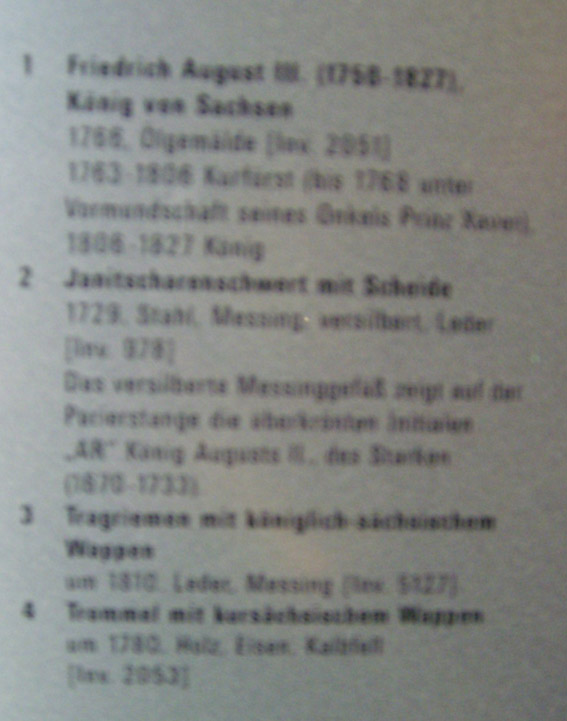 1 Friedrich August III. (1750-1827),
König von Sachsen
1766, Ölgemälde [Inv. 2051]
1763-1806 Kurfürst (bis 1768 unter
Vormundschaft seines Onkels Prinz Xaver),
1806-1827 König
2 Janitscharenschwert mit Scheide
1729, Stahl, Messing, versilbert, Leder
[Inv. 978]
Das versilberte Messinggefäß zeigt auf der
Parierstange die überkrönten Initialen
„AR“ König Augusts II., des Starken
(1670-1733)
3 Tragriemen mit königlich-sächsischem
Wappen
um 1810, Leder, Messing [Inv. 5127]
4 Trommel mit kursächsischem Wappen
um 1780, Holz, Eisen, Kalbfell
[Inv. 2053]